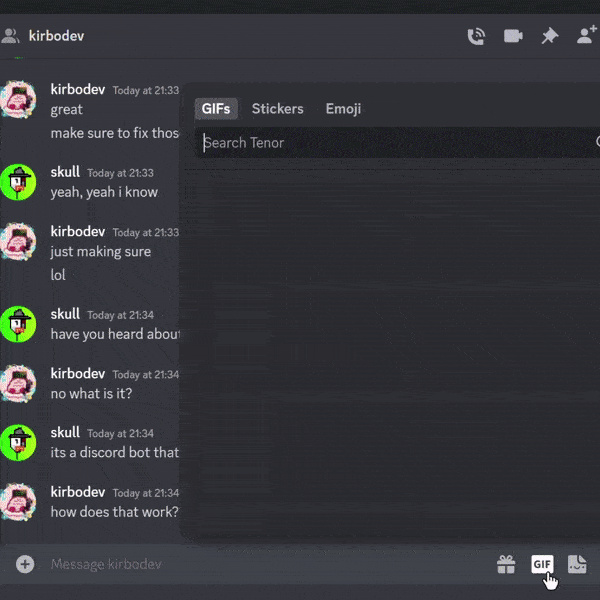 kirbodev
kirbodev Today at 21:33
great
make sure to fix thos
skull Today at 21:33
yeah, yeah i know
kirbodev Today at 21:33
just making sure
lol
skull Today at 21:34
have you heard about
kirbodev Today at 21:34
no what is it?
skull Today at 21:34
its a discord bot that
kirbodev Today at 21:34
how does that work?
GIFs Stickers Emoji
Search Tenor
Message kirbodev
GIF